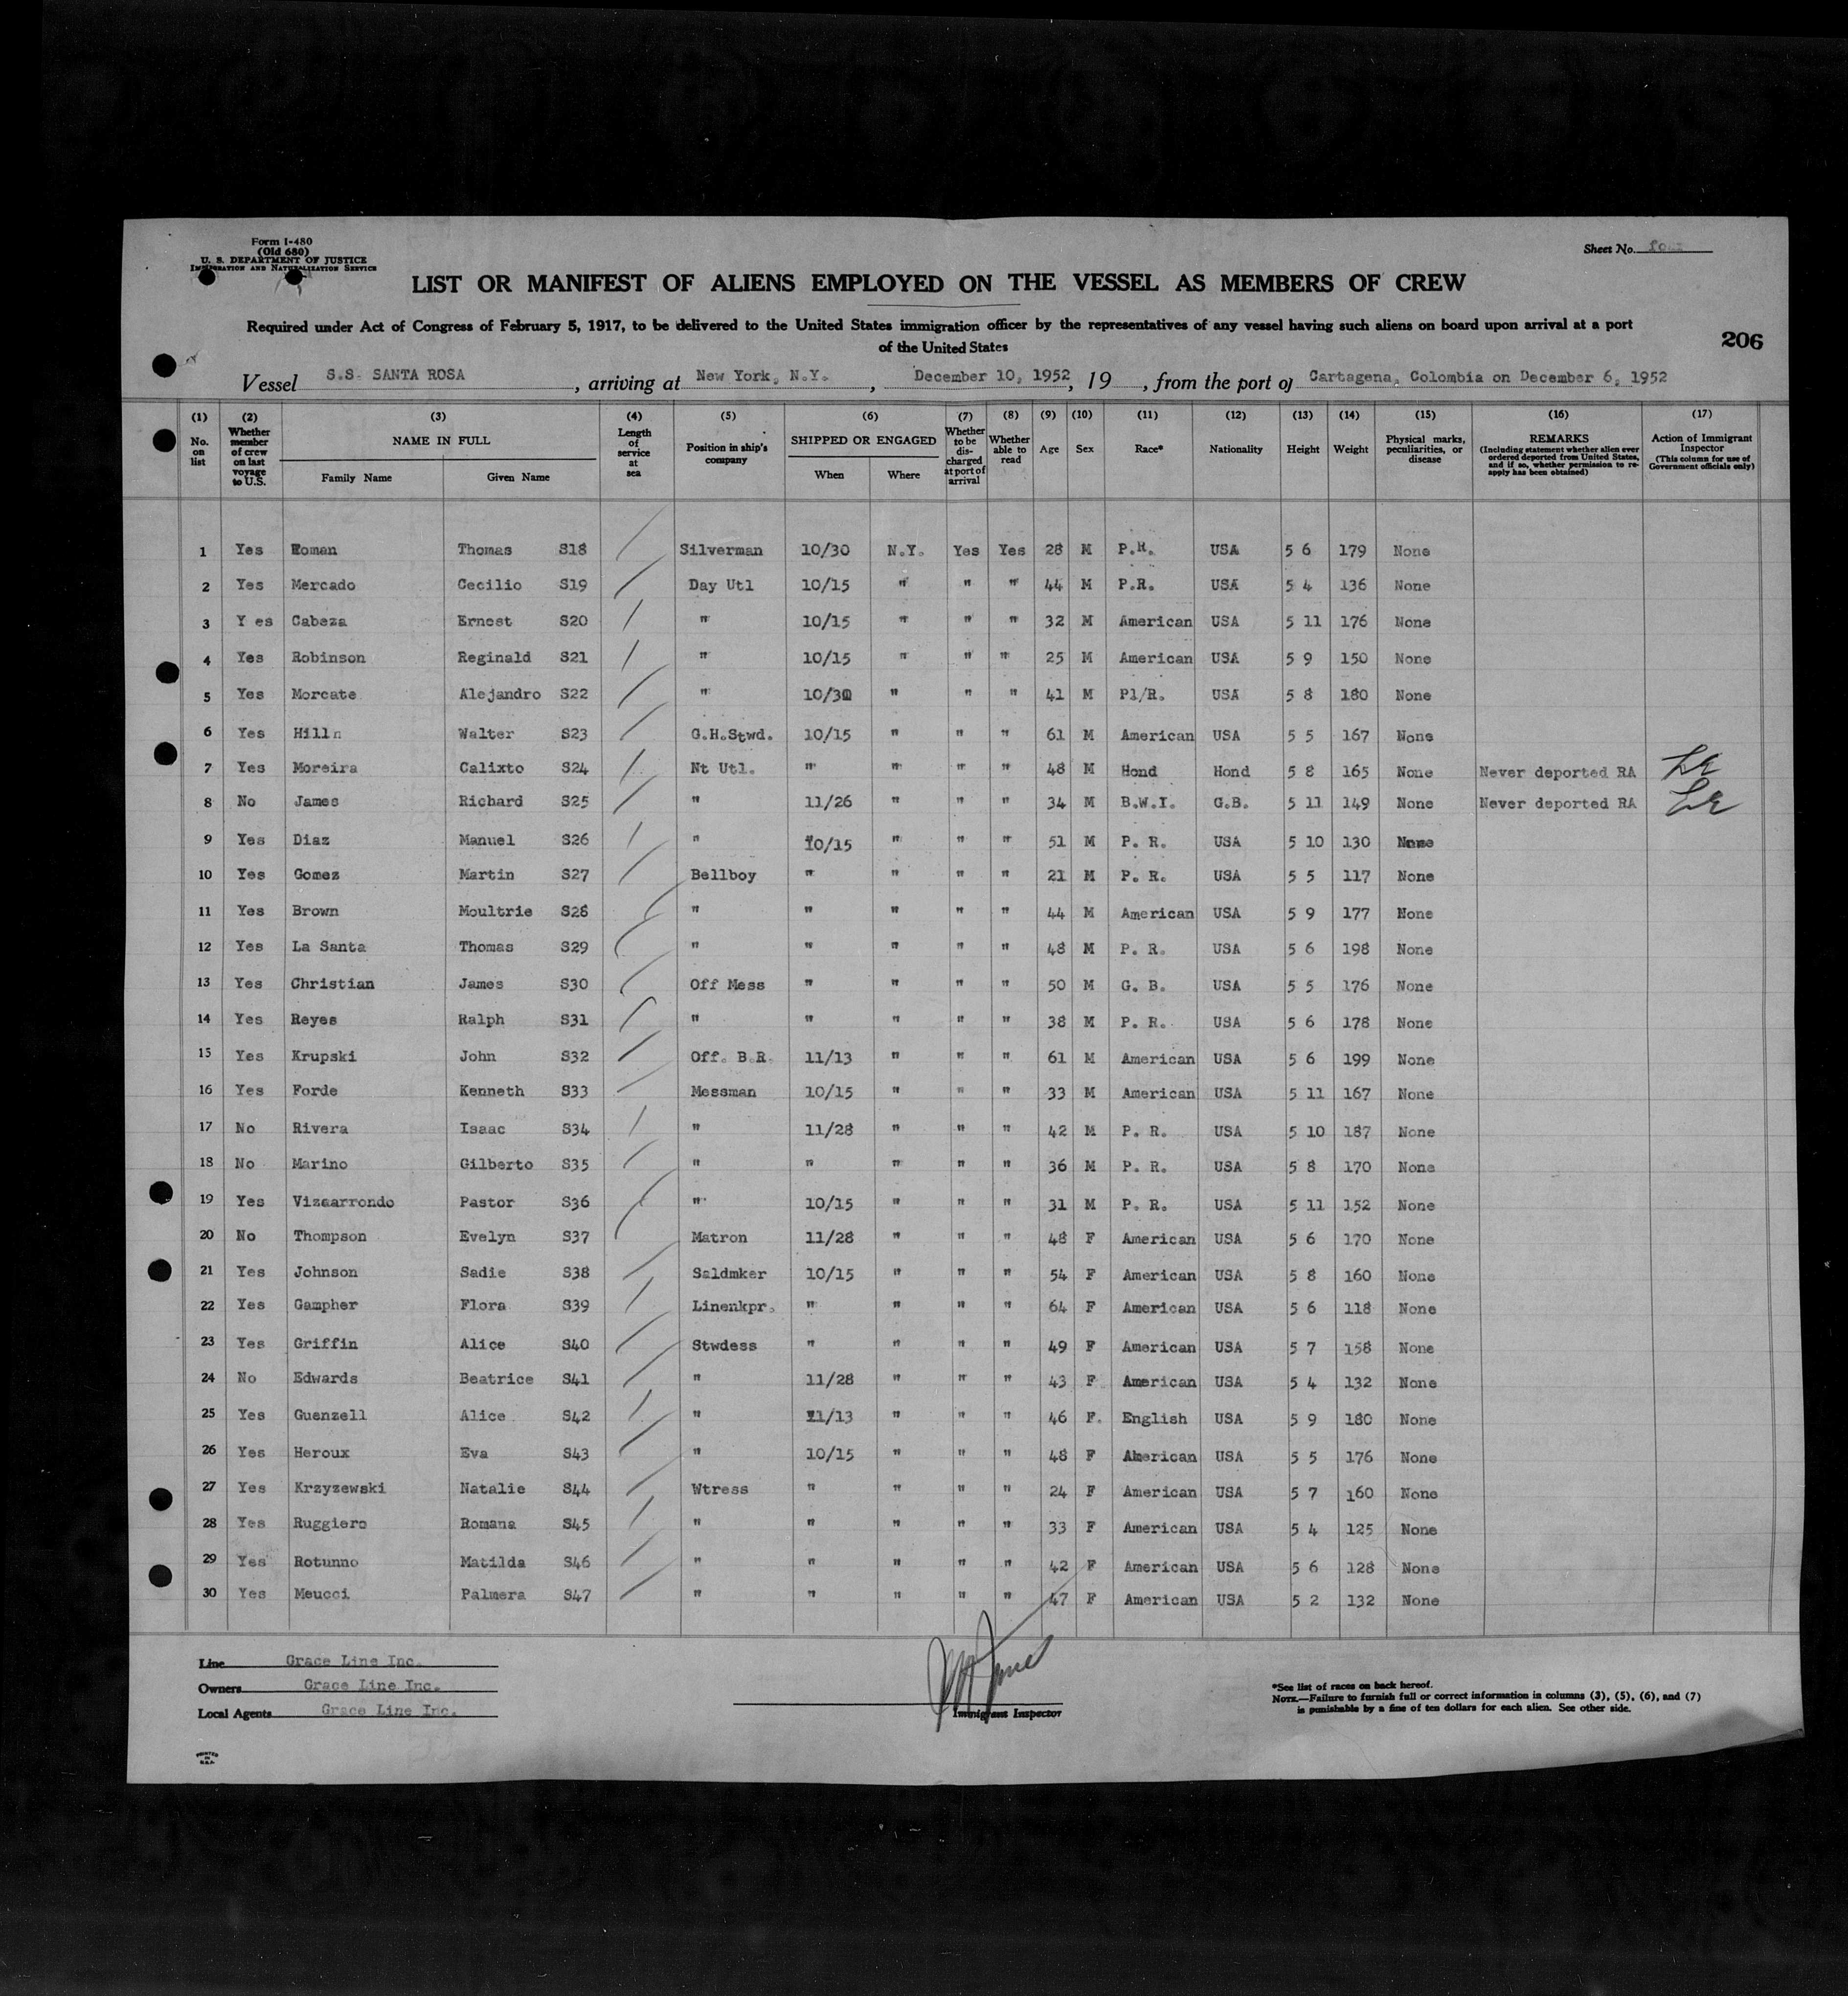 Form I-480
(Old 680)
U. S. DEPARTMENT OF JUSTICE
IMMIGRATION AND NATURALIZATION SERVICE
Sheet No. four
LIST OR MANIFEST OF ALIENS EMPLOYED ON THE VESSEL AS MEMBERS OF CREW
Required under Act of Congress of February 5, 1917, to be delivered to the United States immigration officer by the representatives of any vessel having such aliens on board upon arrival at a port
of the United States
206
Vessel S.S. SANTA ROSA, arriving at New York, N.Y., December 10, 1952, 19 , from the port of Cartagena, Colombia on December 6, 1952
(1) No. on list (2) Whether member of crew on last voyage to U.S. (3) NAME IN FULL Family Name Given Name (4) Length of service at sea (5) Position in ship's company (6) SHIPPED OR ENGAGED When Where (7) Whether to be discharged at port of arrival (8) Whether able to read (9) Age (10) Sex (11) Race* (12) Nationality (13) Height (14) Weight (15) Physical marks, peculiarities, or disease (16) REMARKS (Including statement whether alien ever ordered deported from United States, and if so, whether permission to reapply has been obtained) (17) Action of Immigrant Inspector (This column for use of Government officials only)
1 Yes Roman Thomas S18 Silverman 10/30 N.Y. Yes Yes 28 M P.R. USA 5 6 179 None
2 Yes Mercado Cecilio S19 Day Utl 10/15 " " " 44 M P.R. USA 5 4 136 None
3 Y es Cabeza Ernest S20 " 10/15 " " " 32 M American USA 5 11 176 None
4 Yes Robinson Reginald S21 " 10/15 " " " 25 M American USA 5 9 150 None
5 Yes Morcate Alejandro S22 " 10/30 " " " 41 M Pl/R. USA 5 8 180 None
6 Yes Hilln Walter S23 G.H.Stwd. 10/15 " " " 61 M American USA 5 5 167 None
7 Yes Moreira Calixto S24 Nt Utl. " " " " 48 M Hond Hond 5 8 165 None Never deported RA
8 No James Richard S25 " 11/26 " " " 34 M B.W.I. G.B. 5 11 149 None Never deported RA
9 Yes Diaz Manuel S26 " 10/15 " " " 51 M P. R. USA 5 10 130 None
10 Yes Gomez Martin S27 Bellboy " " " " 21 M P. R. USA 5 5 117 None
11 Yes Brown Moultrie S28 " " " " " 44 M American USA 5 9 177 None
12 Yes La Santa Thomas S29 " " " " " 48 M P. R. USA 5 6 198 None
13 Yes Christian James S30 Off Mess " " " " 50 M G. B. USA 5 5 176 None
14 Yes Reyes Ralph S31 " " " " " 38 M P. R. USA 5 6 178 None
15 Yes Krupski John S32 Off. B.R. 11/13 " " " 61 M American USA 5 6 199 None
16 Yes Forde Kenneth S33 Messman 10/15 " " " 33 M American USA 5 11 167 None
17 No Rivera Isaac S34 " 11/28 " " " 42 M P. R. USA 5 10 187 None
18 No Marino Gilberto S35 " " " " " 36 M P. R. USA 5 8 170 None
19 Yes Vizaarrondo Pastor S36 " 10/15 " " " 31 M P. R. USA 5 11 152 None
20 No Thompson Evelyn S37 Matron 11/28 " " " 48 F American USA 5 6 170 None
21 Yes Johnson Sadie S38 Saldmker 10/15 " " " 54 F American USA 5 8 160 None
22 Yes Gampher Flora S39 Linenkpr. " " " " 64 F American USA 5 6 118 None
23 Yes Griffin Alice S40 Stwdess " " " " 49 F American USA 5 7 158 None
24 No Edwards Beatrice S41 " 11/28 " " " 43 F American USA 5 4 132 None
25 Yes Guenzell Alice S42 " 11/13 " " " 46 F. English USA 5 9 180 None
26 Yes Heroux Eva S43 " 10/15 " " " 48 F American USA 5 5 176 None
27 Yes Krzyzewski Natalie S44 Wtress " " " " 24 F American USA 5 7 160 None
28 Yes Ruggiero Romana S45 " " " " " 33 F American USA 5 4 125 None
29 Yes Rotunno Matilda S46 " " " " " 42 F American USA 5 6 128 None
30 Yes Meucci Palmera S47 " " " " " 47 F American USA 5 2 132 None
Line Grace Line Inc.
Owners Grace Line Inc.
Local Agents Grace Line Inc.
Immigrant Inspector
*See list of races on back hereof.
NOTE.—Failure to furnish full or correct information in columns (3), (5), (6), and (7)
is punishable by a fine of ten dollars for each alien. See other side.
PRINTED
IN
U.S.A.